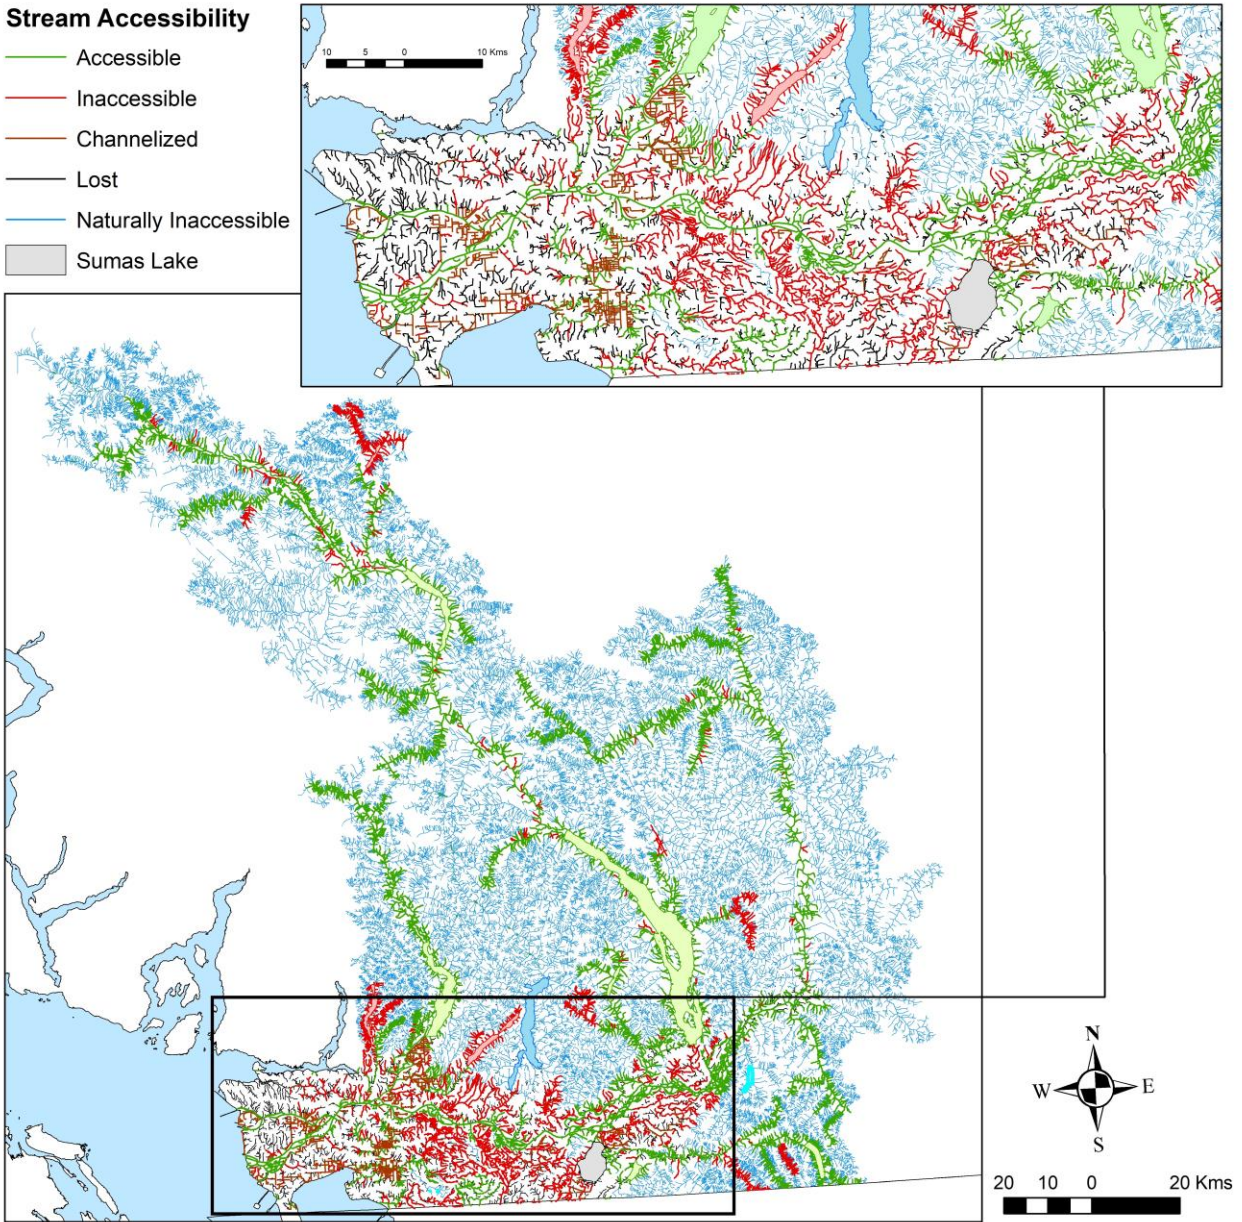 Stream Accessibility
Accessible
Inaccessible
Channelized
Lost
Naturally Inaccessible
Sumas Lake
10 5 0 10 Kms
N
W E
S
20 10 0 20 Kms